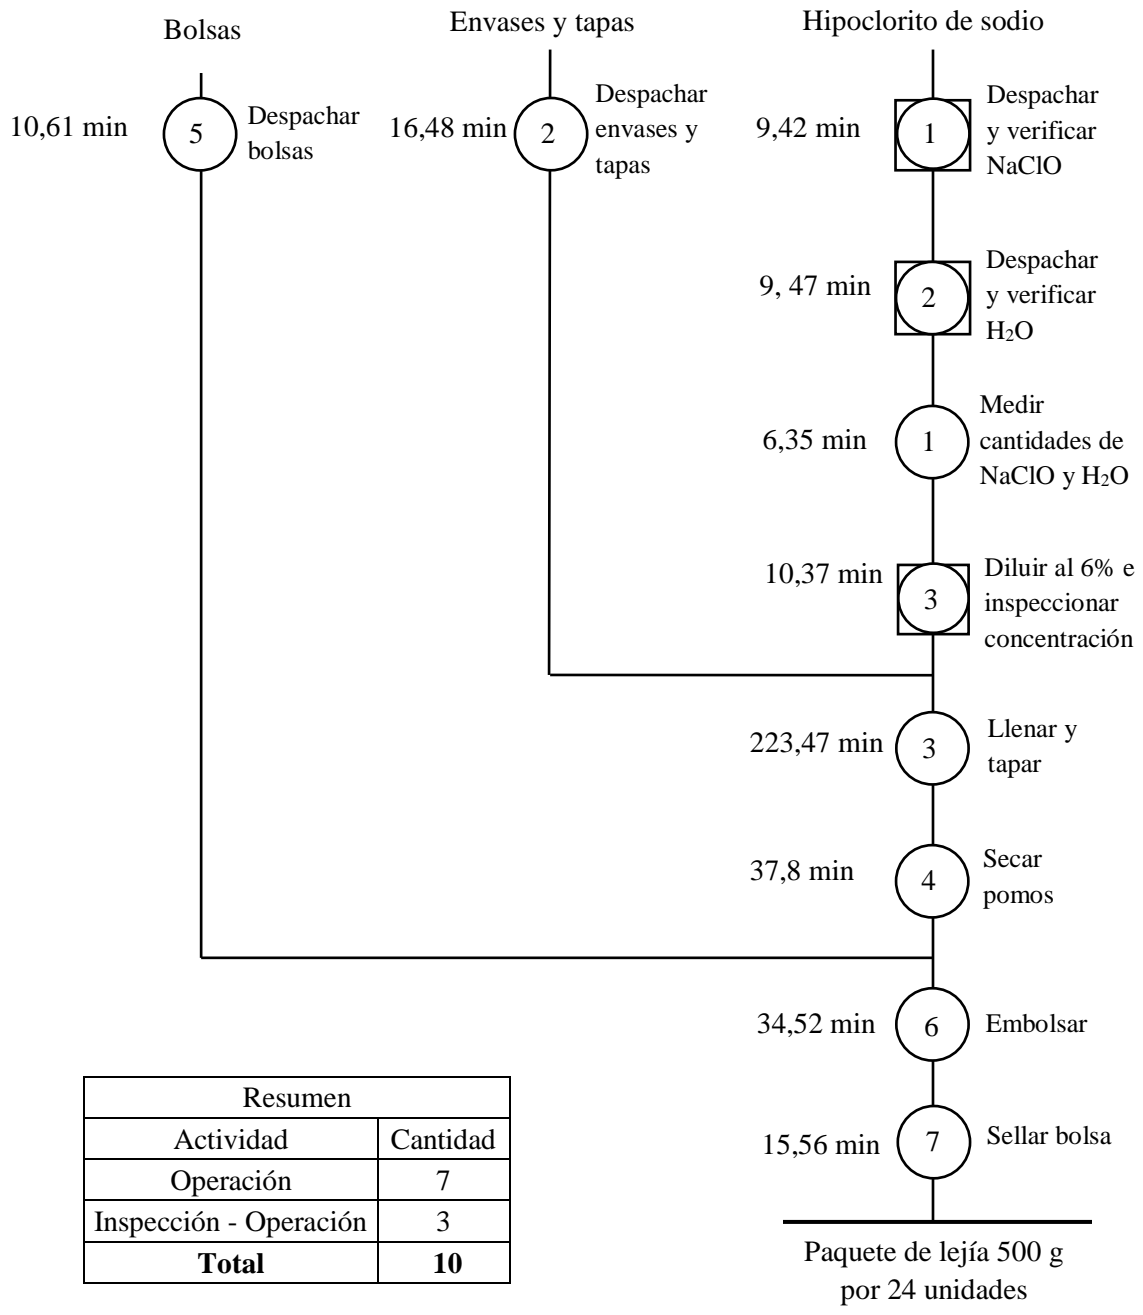 Bolsas
Envases y tapas
Hipoclorito de sodio
10,61 min
5
Despachar
bolsas
16,48 min
2
Despachar
envases y
tapas
9,42 min
1
Despachar
y verificar
NaClO
9, 47 min
2
Despachar
y verificar
H₂O
6,35 min
1
Medir
cantidades de
NaClO y H₂O
10,37 min
3
Diluir al 6% e
inspeccionar
concentración
223,47 min
3
Llenar y
tapar
37,8 min
4
Secar
pomos
34,52 min
6
Embolsar
15,56 min
7
Sellar bolsa
Resumen
Actividad Cantidad
Operación 7
Inspección - Operación 3
Total 10
Paquete de lejía 500 g
por 24 unidades